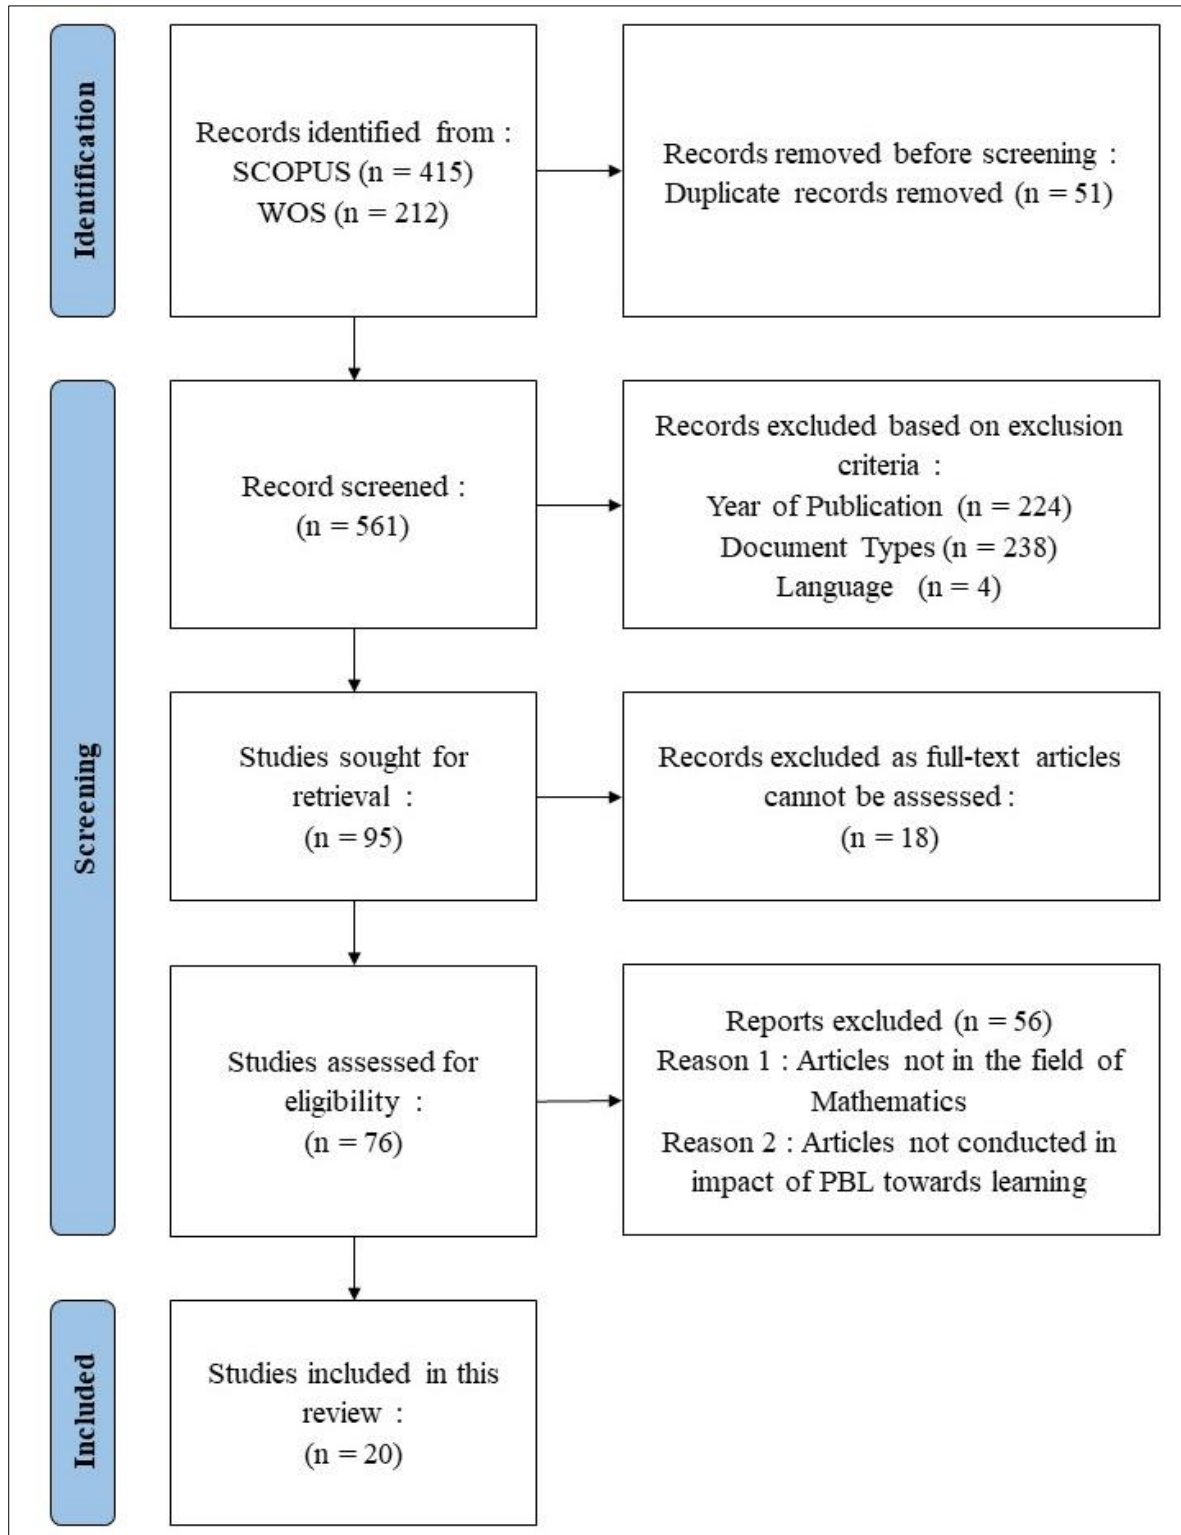 Identification
Records identified from :
SCOPUS (n = 415)
WOS (n = 212)
Records removed before screening :
Duplicate records removed (n = 51)
Screening
Record screened :
(n = 561)
Records excluded based on exclusion
criteria :
Year of Publication (n = 224)
Document Types (n = 238)
Language (n = 4)
Studies sought for
retrieval :
(n = 95)
Records excluded as full-text articles
cannot be assessed :
(n = 18)
Studies assessed for
eligibility :
(n = 76)
Reports excluded (n = 56)
Reason 1 : Articles not in the field of
Mathematics
Reason 2 : Articles not conducted in
impact of PBL towards learning
Included
Studies included in this
review :
(n = 20)